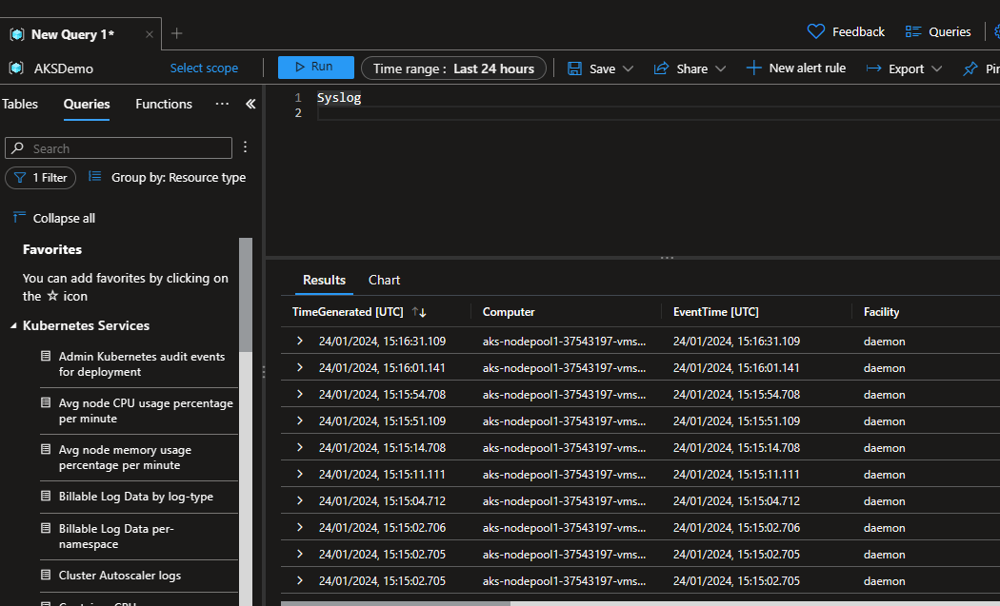 New Query 1*
Feedback
Queries
AKSDemo
Select scope
Run
Time range : Last 24 hours
Save
Share
New alert rule
Export
Tables
Queries
Functions
1 Syslog
2
Search
1 Filter
Group by: Resource type
Collapse all
Favorites
You can add favorites by clicking on
the ☆ icon
Kubernetes Services
Admin Kubernetes audit events
for deployment
Avg node CPU usage percentage
per minute
Avg node memory usage
percentage per minute
Billable Log Data by log-type
Billable Log Data per-
namespace
Cluster Autoscaler logs
Results
Chart
TimeGenerated [UTC] Computer EventTime [UTC] Facility
24/01/2024, 15:16:31.109 aks-nodepool1-37543197-vms... 24/01/2024, 15:16:31.109 daemon
24/01/2024, 15:16:01.141 aks-nodepool1-37543197-vms... 24/01/2024, 15:16:01.141 daemon
24/01/2024, 15:15:54.708 aks-nodepool1-37543197-vms... 24/01/2024, 15:15:54.708 daemon
24/01/2024, 15:15:51.109 aks-nodepool1-37543197-vms... 24/01/2024, 15:15:51.109 daemon
24/01/2024, 15:15:14.708 aks-nodepool1-37543197-vms... 24/01/2024, 15:15:14.708 daemon
24/01/2024, 15:15:11.111 aks-nodepool1-37543197-vms... 24/01/2024, 15:15:11.111 daemon
24/01/2024, 15:15:04.712 aks-nodepool1-37543197-vms... 24/01/2024, 15:15:04.712 daemon
24/01/2024, 15:15:02.706 aks-nodepool1-37543197-vms... 24/01/2024, 15:15:02.706 daemon
24/01/2024, 15:15:02.705 aks-nodepool1-37543197-vms... 24/01/2024, 15:15:02.705 daemon
24/01/2024, 15:15:02.705 aks-nodepool1-37543197-vms... 24/01/2024, 15:15:02.705 daemon